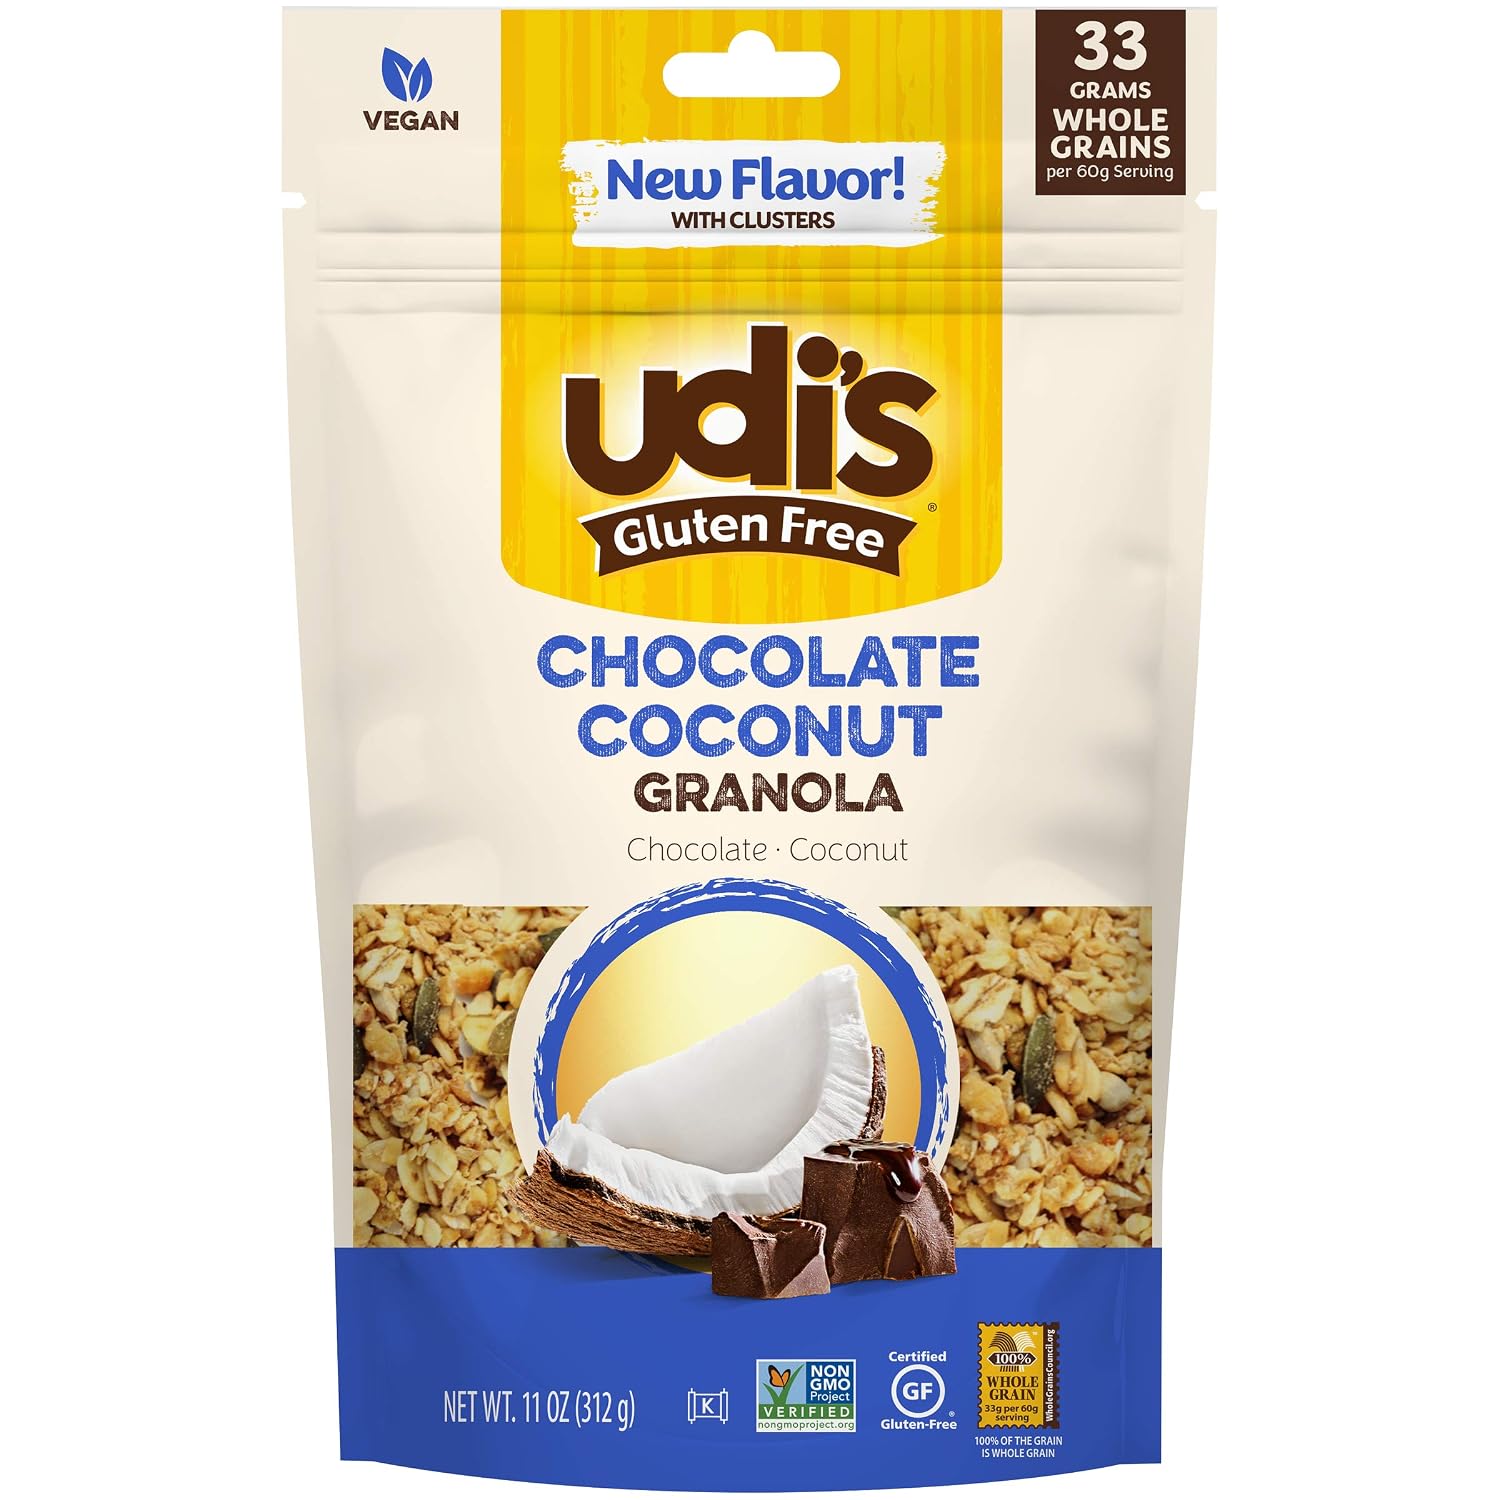 VEGAN
33
GRAMS
WHOLE
GRAINS
per 60g Serving
New Flavor!
WITH CLUSTERS
udi's
®
Gluten Free
CHOCOLATE
COCONUT
GRANOLA
Chocolate · Coconut
NET WT. 11 OZ (312 g)
K
NON
GMO
Project
VERIFIED
nongmoproject.org
Certified
GF
®
Gluten-Free
100%
WHOLE
GRAIN
33g per 60g
serving
WholeGrainsCouncil.org
100% OF THE GRAIN
IS WHOLE GRAIN